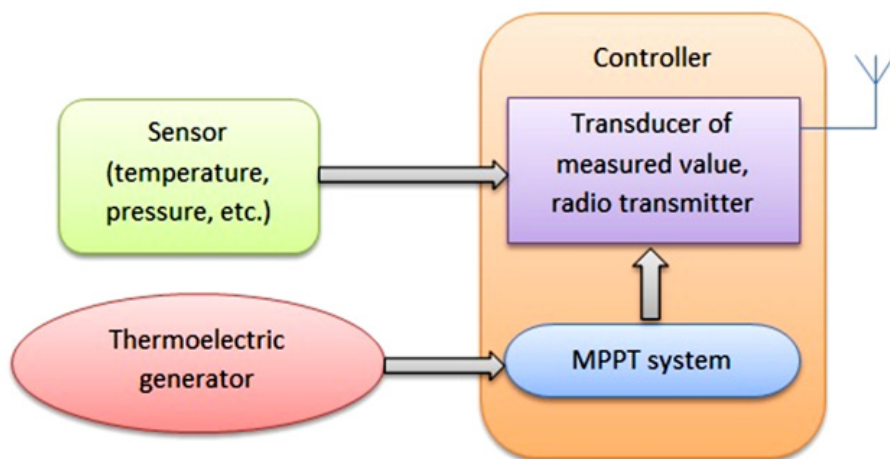 Controller
Sensor
(temperature,
pressure, etc.)
Transducer of
measured value,
radio transmitter
Thermoelectric
generator
MPPT system